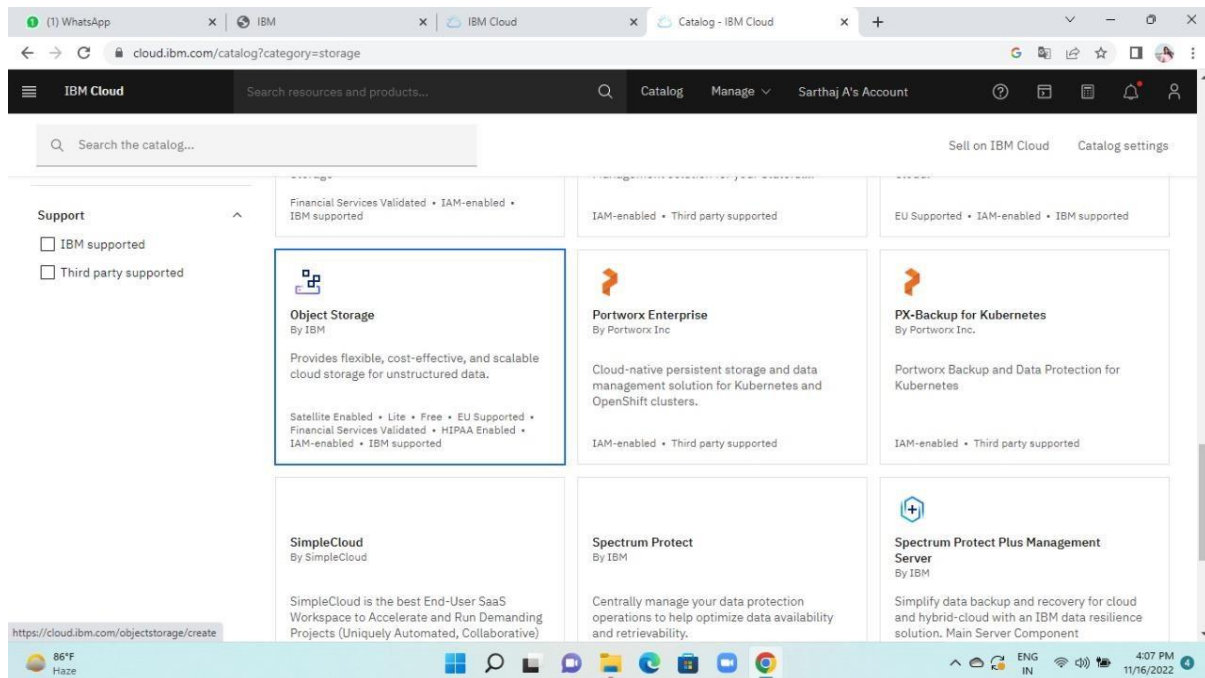 (1) WhatsApp
IBM
IBM Cloud
Catalog - IBM Cloud
cloud.ibm.com/catalog?category=storage
IBM Cloud
Search resources and products...
Catalog
Manage
Sarthaj A's Account
Search the catalog...
Sell on IBM Cloud
Catalog settings
Support
IBM supported
Third party supported
Financial Services Validated • IAM-enabled •
IBM supported
IAM-enabled • Third party supported
EU Supported • IAM-enabled • IBM supported
Object Storage
By IBM
Provides flexible, cost-effective, and scalable
cloud storage for unstructured data.
Satellite Enabled • Lite • Free • EU Supported •
Financial Services Validated • HIPAA Enabled •
IAM-enabled • IBM supported
Portworx Enterprise
By Portworx Inc
Cloud-native persistent storage and data
management solution for Kubernetes and
OpenShift clusters.
IAM-enabled • Third party supported
PX-Backup for Kubernetes
By Portworx Inc.
Portworx Backup and Data Protection for
Kubernetes
IAM-enabled • Third party supported
SimpleCloud
By SimpleCloud
SimpleCloud is the best End-User SaaS
Workspace to Accelerate and Run Demanding
Projects (Uniquely Automated, Collaborative)
Spectrum Protect
By IBM
Centrally manage your data protection
operations to help optimize data availability
and retrievability.
Spectrum Protect Plus Management
Server
By IBM
Simplify data backup and recovery for cloud
and hybrid-cloud with an IBM data resilience
solution. Main Server Component
https://cloud.ibm.com/objectstorage/create
86°F
Haze
ENG
IN
4:07 PM
11/16/2022
4